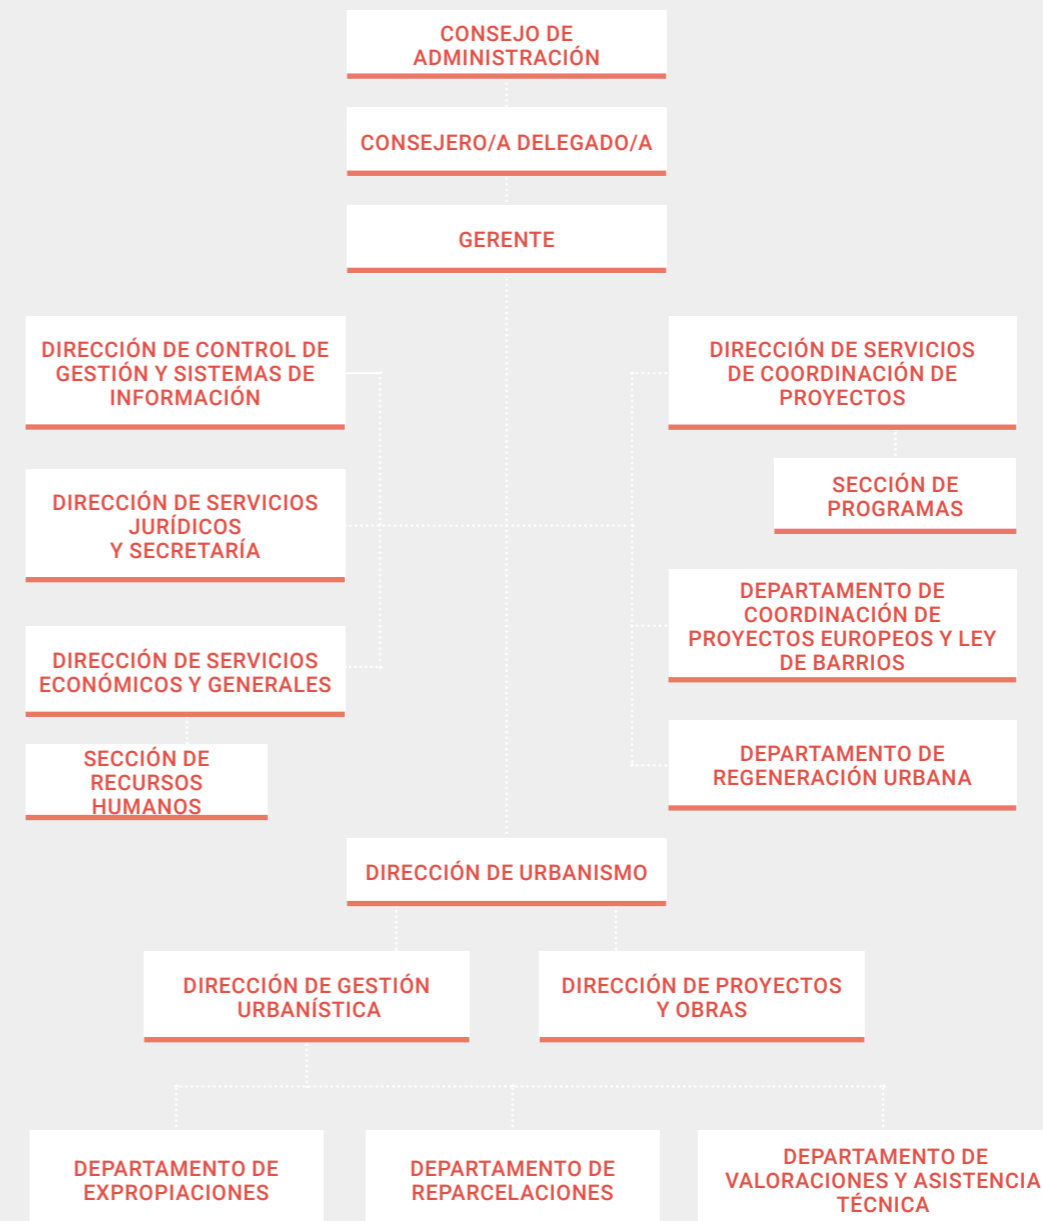 CONSEJO DE
ADMINISTRACIÓN
CONSEJERO/A DELEGADO/A
GERENTE
DIRECCIÓN DE CONTROL DE
GESTIÓN Y SISTEMAS DE
INFORMACIÓN
DIRECCIÓN DE SERVICIOS
JURÍDICOS
Y SECRETARÍA
DIRECCIÓN DE SERVICIOS
ECONÓMICOS Y GENERALES
SECCIÓN DE
RECURSOS
HUMANOS
DIRECCIÓN DE SERVICIOS
DE COORDINACIÓN DE
PROYECTOS
SECCIÓN DE
PROGRAMAS
DEPARTAMENTO DE
COORDINACIÓN DE
PROYECTOS EUROPEOS Y LEY
DE BARRIOS
DEPARTAMENTO DE
REGENERACIÓN URBANA
DIRECCIÓN DE URBANISMO
DIRECCIÓN DE GESTIÓN
URBANÍSTICA
DIRECCIÓN DE PROYECTOS
Y OBRAS
DEPARTAMENTO DE
EXPROPIACIONES
DEPARTAMENTO DE
REPARCELACIONES
DEPARTAMENTO DE
VALORACIONES Y ASISTENCIA
TÉCNICA